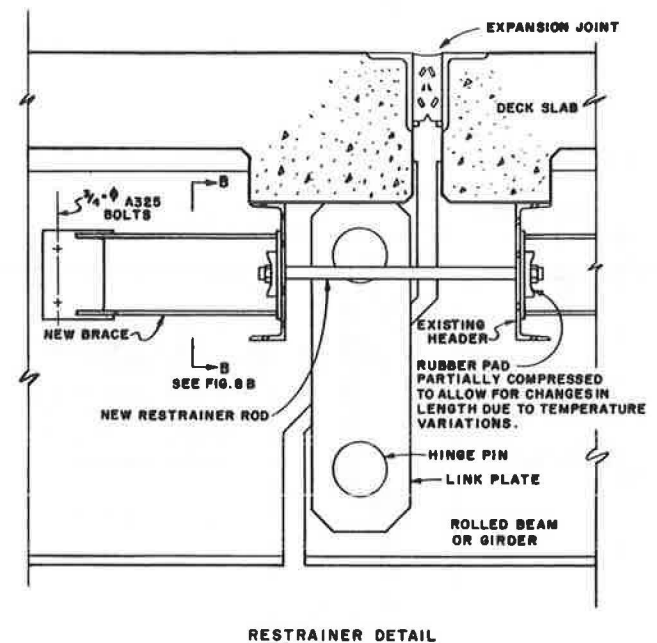 EXPANSION JOINT
DECK SLAB
B
3/4" ϕ A325
BOLTS
NEW BRACE
B
SEE FIG. 8B
NEW RESTRAINER ROD
EXISTING
HEADER
RUBBER PAD
PARTIALLY COMPRESSED
TO ALLOW FOR CHANGES IN
LENGTH DUE TO TEMPERATURE
VARIATIONS.
HINGE PIN
LINK PLATE
ROLLED BEAM
OR GIRDER
RESTRAINER DETAIL